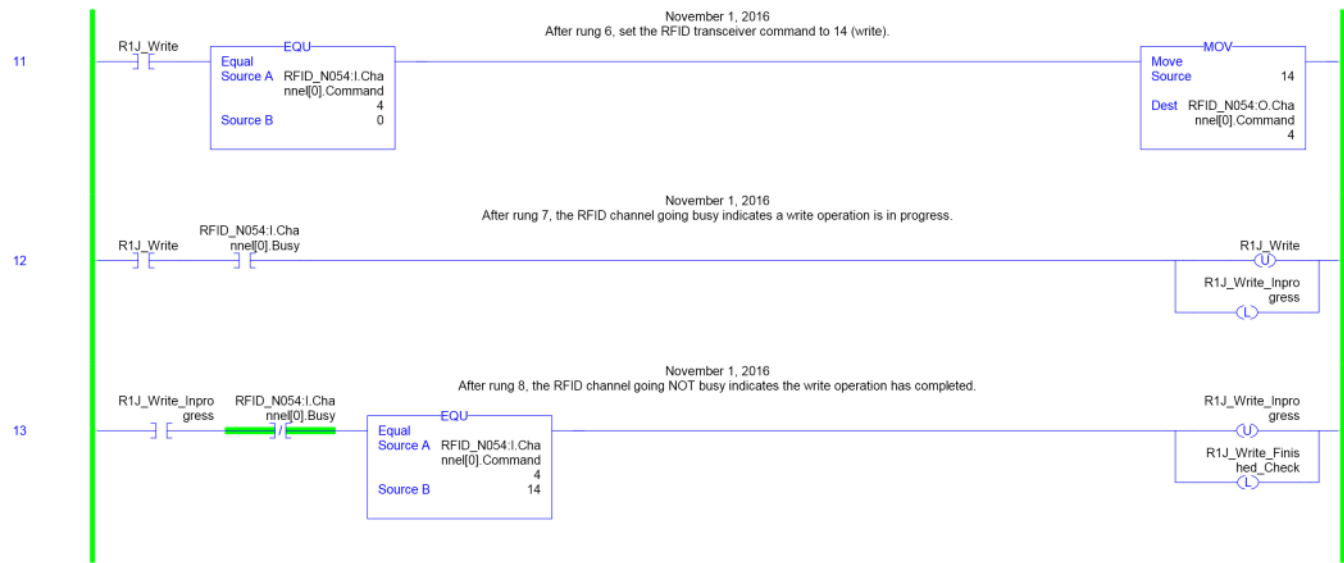 November 1, 2016
After rung 6, set the RFID transceiver command to 14 (write).
11
R1J_Write
EQU
Equal
Source A RFID_N054:I.Cha
nnel[0].Command
4
Source B 0
MOV
Move
Source 14
Dest RFID_N054:O.Cha
nnel[0].Command
4
November 1, 2016
After rung 7, the RFID channel going busy indicates a write operation is in progress.
12
R1J_Write
RFID_N054:I.Cha
nnel[0].Busy
R1J_Write
U
R1J_Write_Inpro
gress
L
November 1, 2016
After rung 8, the RFID channel going NOT busy indicates the write operation has completed.
13
R1J_Write_Inpro
gress
RFID_N054:I.Cha
nnel[0].Busy
EQU
Equal
Source A RFID_N054:I.Cha
nnel[0].Command
4
Source B 14
R1J_Write_Inpro
gress
U
R1J_Write_Finis
hed_Check
L